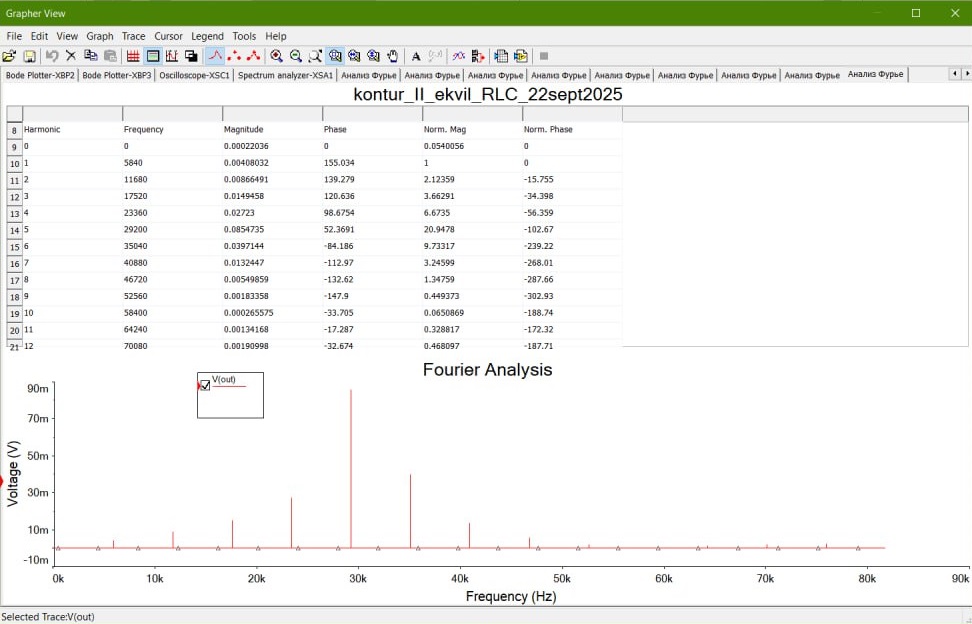 Grapher View
File Edit View Graph Trace Cursor Legend Tools Help
Bode Plotter-XBP2 Bode Plotter-XBP3 Oscilloscope-XSC1 Spectrum analyzer-XSA1 Анализ Фурье Анализ Фурье Анализ Фурье Анализ Фурье Анализ Фурье Анализ Фурье Анализ Фурье Анализ Фурье Анализ Фурье
kontur_II_ekvil_RLC_22sept2025
8 Harmonic Frequency Magnitude Phase Norm. Mag Norm. Phase
9 0 0 0.00022036 0 0.0540056 0
10 1 5840 0.00408032 155.034 1 0
11 2 11680 0.00866491 139.279 2.12359 -15.755
12 3 17520 0.0149458 120.636 3.66291 -34.398
13 4 23360 0.02723 98.6754 6.6735 -56.359
14 5 29200 0.0854735 52.3691 20.9478 -102.67
15 6 35040 0.0397144 -84.186 9.73317 -239.22
16 7 40880 0.0132447 -112.97 3.24599 -268.01
17 8 46720 0.00549859 -132.62 1.34759 -287.66
18 9 52560 0.00183358 -147.9 0.449373 -302.93
19 10 58400 0.000265575 -33.705 0.0650869 -188.74
20 11 64240 0.00134168 -17.287 0.328817 -172.32
21 12 70080 0.00190998 -32.674 0.468097 -187.71
Fourier Analysis
V(out)
90m
70m
50m
30m
10m
-10m
Voltage (V)
0k 10k 20k 30k 40k 50k 60k 70k 80k 90k
Frequency (Hz)
Selected Trace:V(out)